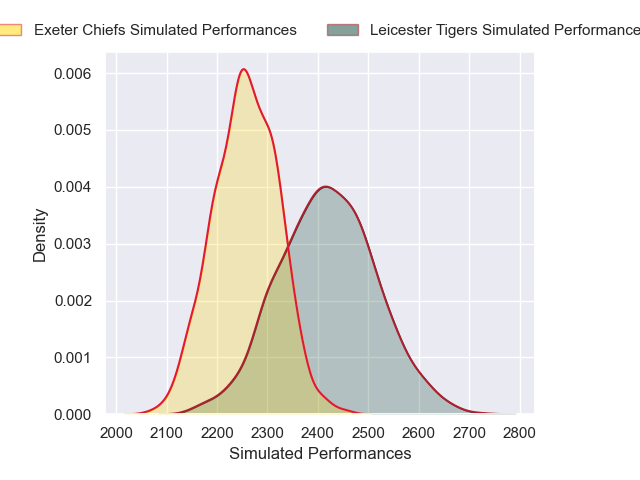 Exeter Chiefs Simulated Performances
Leicester Tigers Simulated Performance
0.006
0.005
0.004
0.003
0.002
0.001
0.000
Density
2000 2100 2200 2300 2400 2500 2600 2700 2800
Simulated Performances